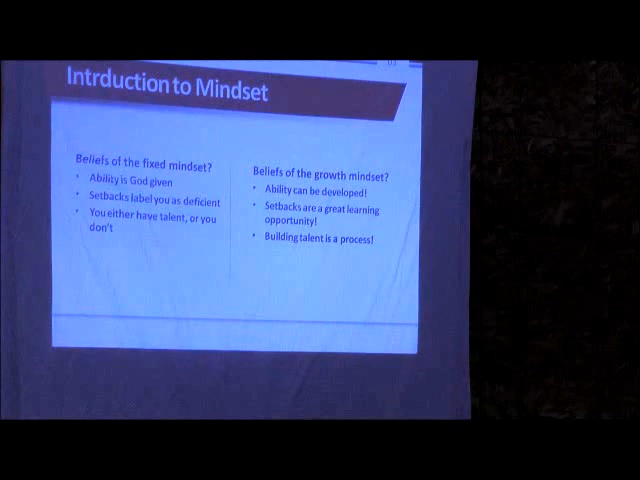 03
Intrduction to Mindset
Beliefs of the fixed mindset?
• Ability is God given
• Setbacks label you as deficient
• You either have talent, or you
don't
Beliefs of the growth mindset?
• Ability can be developed!
• Setbacks are a great learning
opportunity!
• Building talent is a process!